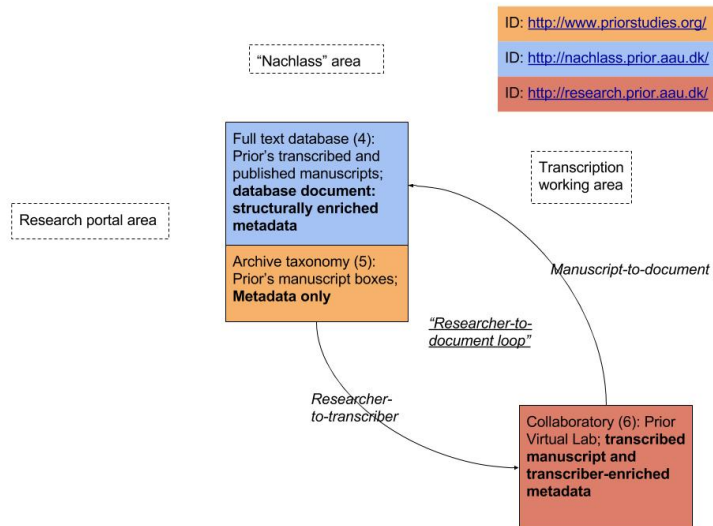 ID: http://www.priorstudies.org/
ID: http://nachlass.prior.aau.dk/
ID: http://research.prior.aau.dk/
“Nachlass” area
Full text database (4):
Prior’s transcribed and
published manuscripts;
database document:
structurally enriched
metadata
Transcription
working area
Research portal area
Archive taxonomy (5):
Prior’s manuscript boxes;
Metadata only
Manuscript-to-document
“Researcher-to-
document loop”
Researcher-
to-transcriber
Collaboratory (6): Prior
Virtual Lab; transcribed
manuscript and
transcriber-enriched
metadata